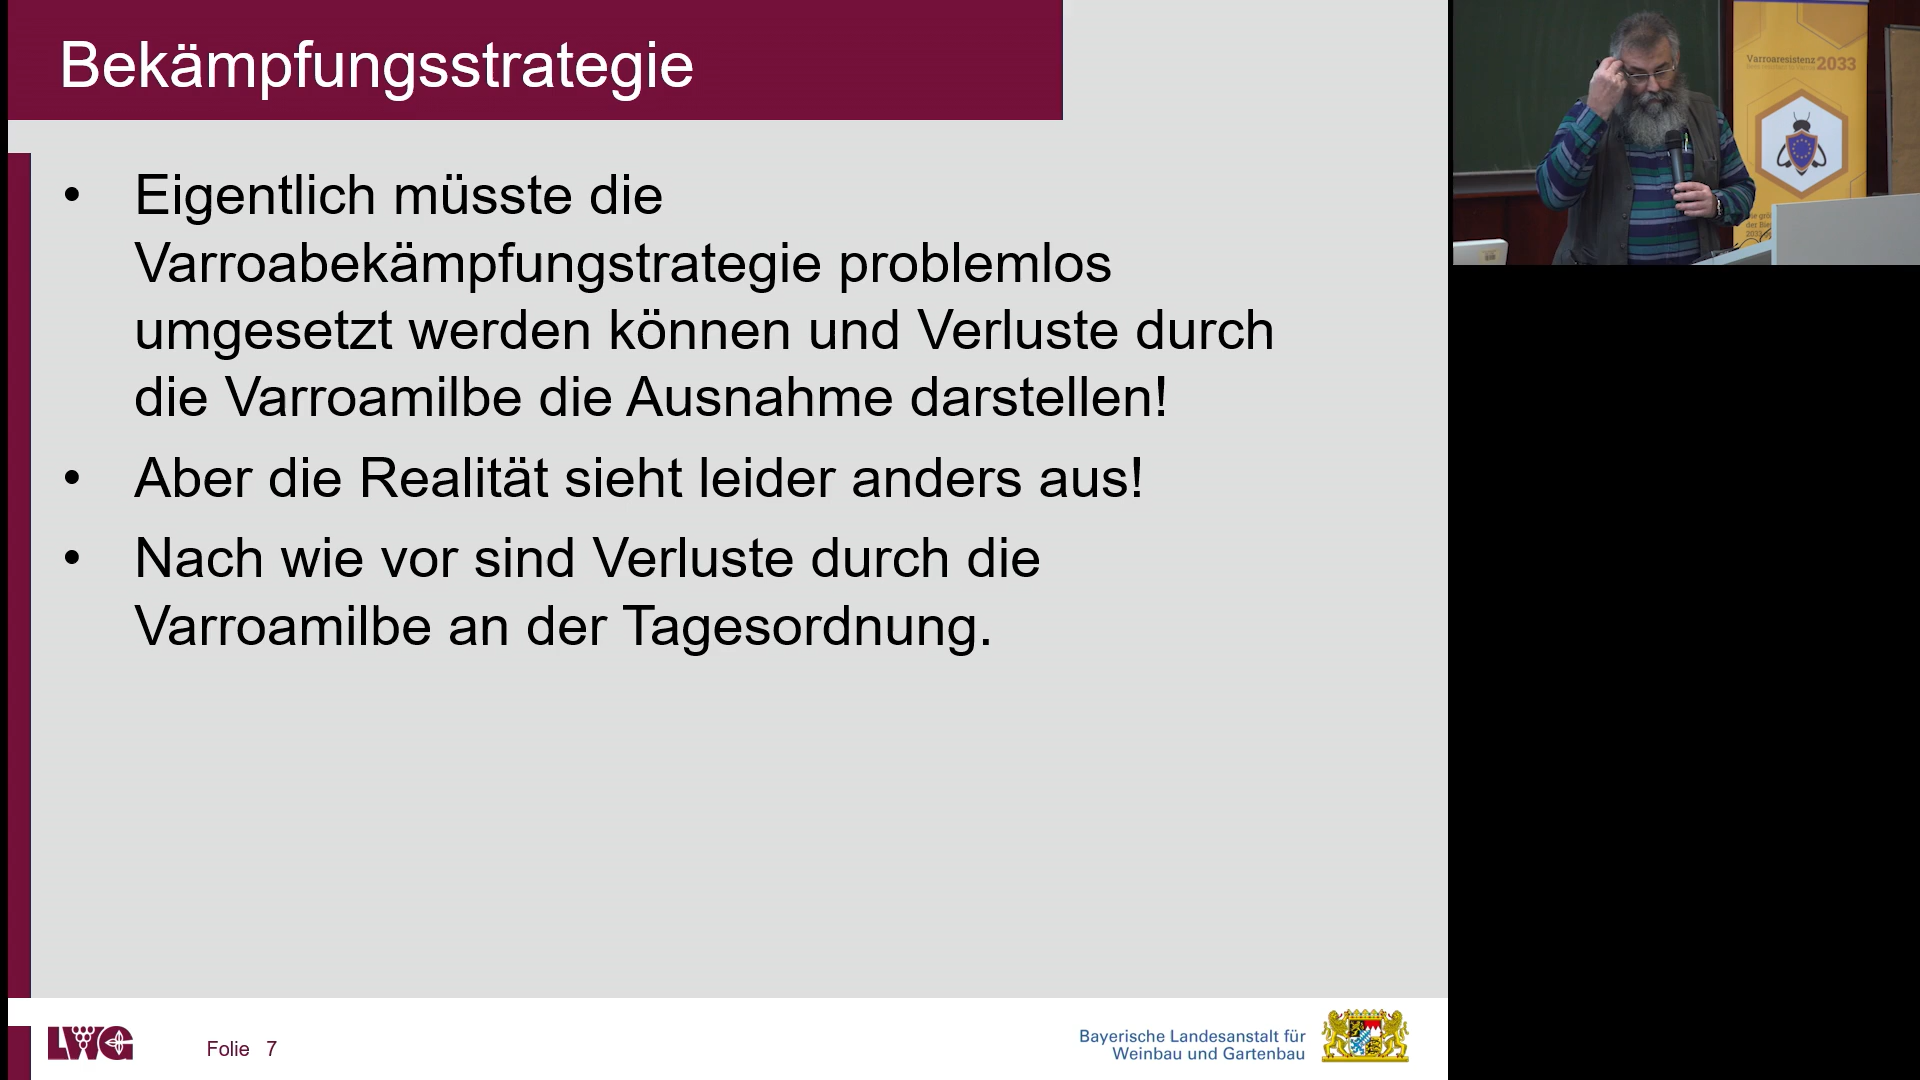 Bekämpfungsstrategie
• Eigentlich müsste die
Varroabekämpfungstrategie problemlos
umgesetzt werden können und Verluste durch
die Varroamilbe die Ausnahme darstellen!
• Aber die Realität sieht leider anders aus!
• Nach wie vor sind Verluste durch die
Varroamilbe an der Tagesordnung.
LWG
Folie 7
Bayerische Landesanstalt für
Weinbau und Gartenbau
Varroaresistenz 2033